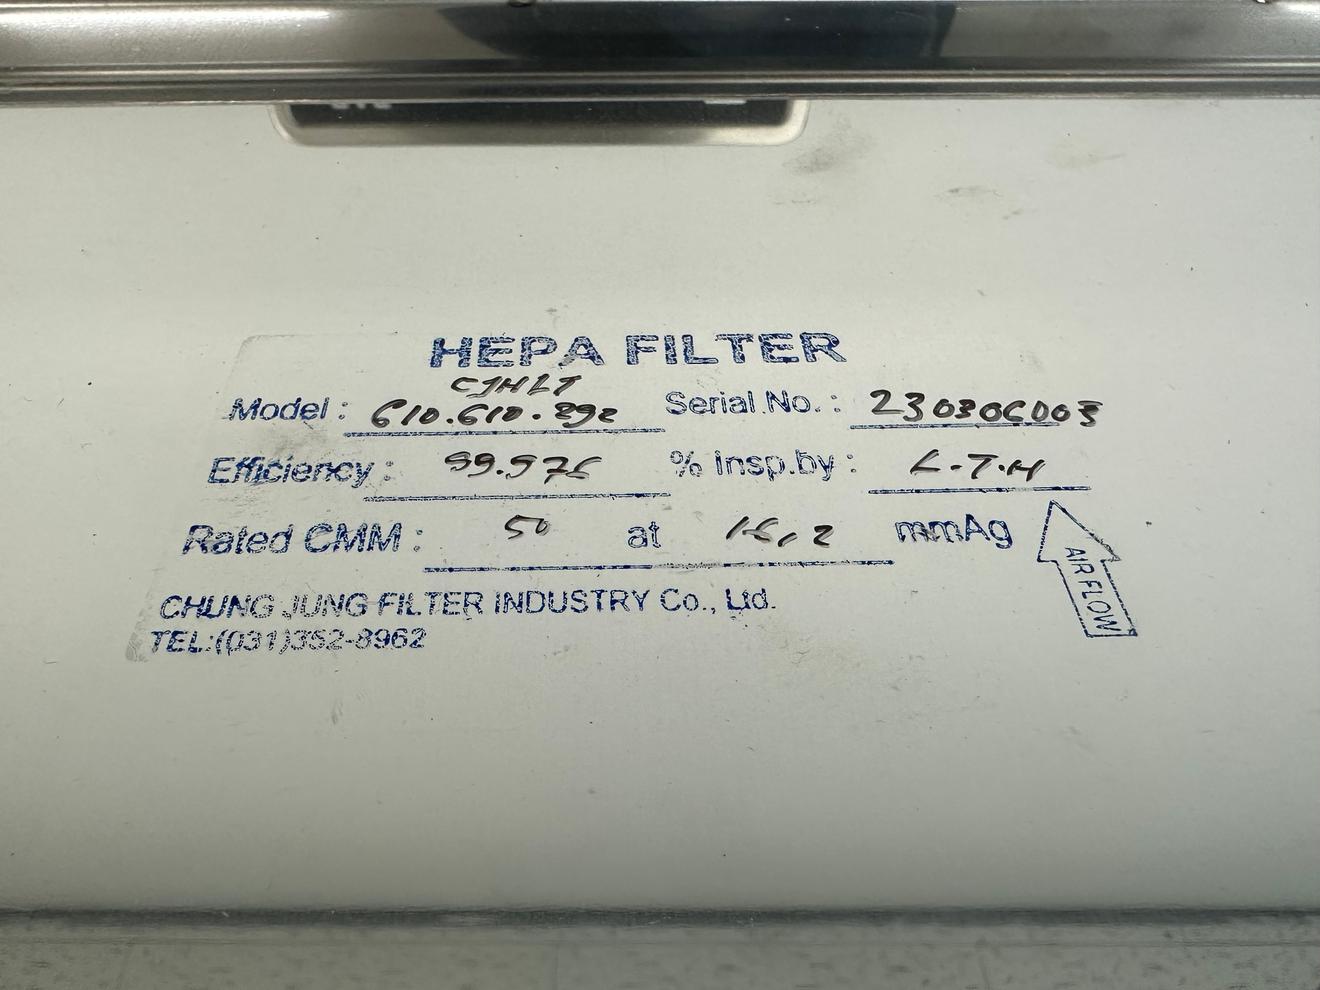 HEPA FILTER
CJHLT
Model : 610.610.292 Serial No. : 230306003
Efficiency : 99.976 % Insp.by : L.T.H
Rated CMM : 50 at 16,2 mmAg
AIR FLOW
CHUNG JUNG FILTER INDUSTRY Co., Ltd.
TEL:(031)352-8962